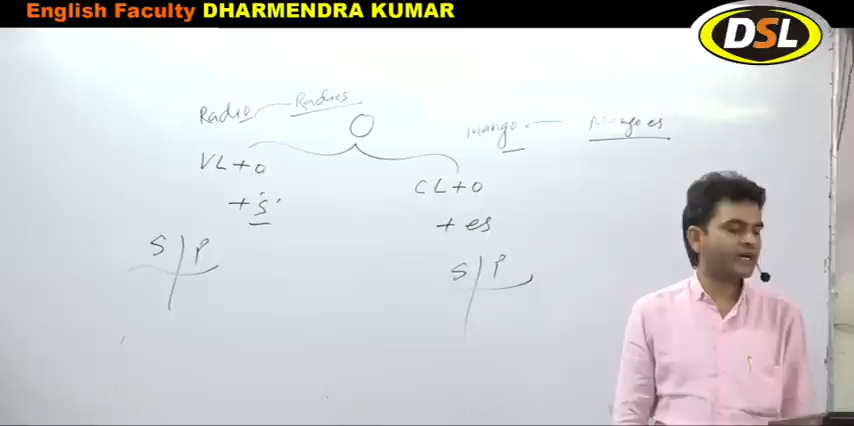 English Faculty DHARMENDRA KUMAR
DSL
Radio Radios
O
Mango Mangoes
VL+O
+ 's'
CL+O
+ es
S P
S P